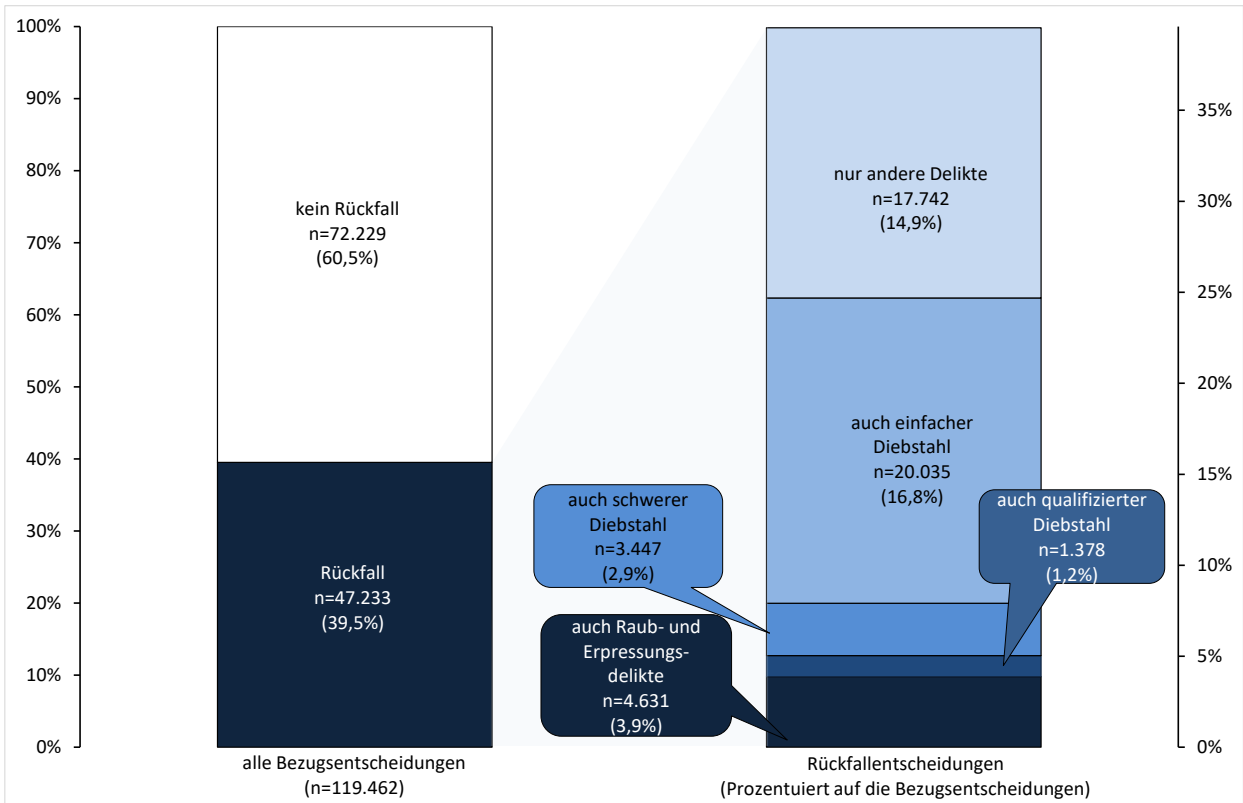 100%
90%
80%
70%
60%
50%
40%
30%
20%
10%
0%
kein Rückfall
n=72.229
(60,5%)
Rückfall
n=47.233
(39,5%)
alle Bezugsentscheidungen
(n=119.462)
auch schwerer
Diebstahl
n=3.447
(2,9%)
auch Raub- und
Erpressungs-
delikte
n=4.631
(3,9%)
nur andere Delikte
n=17.742
(14,9%)
auch einfacher
Diebstahl
n=20.035
(16,8%)
auch qualifizierter
Diebstahl
n=1.378
(1,2%)
Rückfallentscheidungen
(Prozentuiert auf die Bezugsentscheidungen)
35%
30%
25%
20%
15%
10%
5%
0%